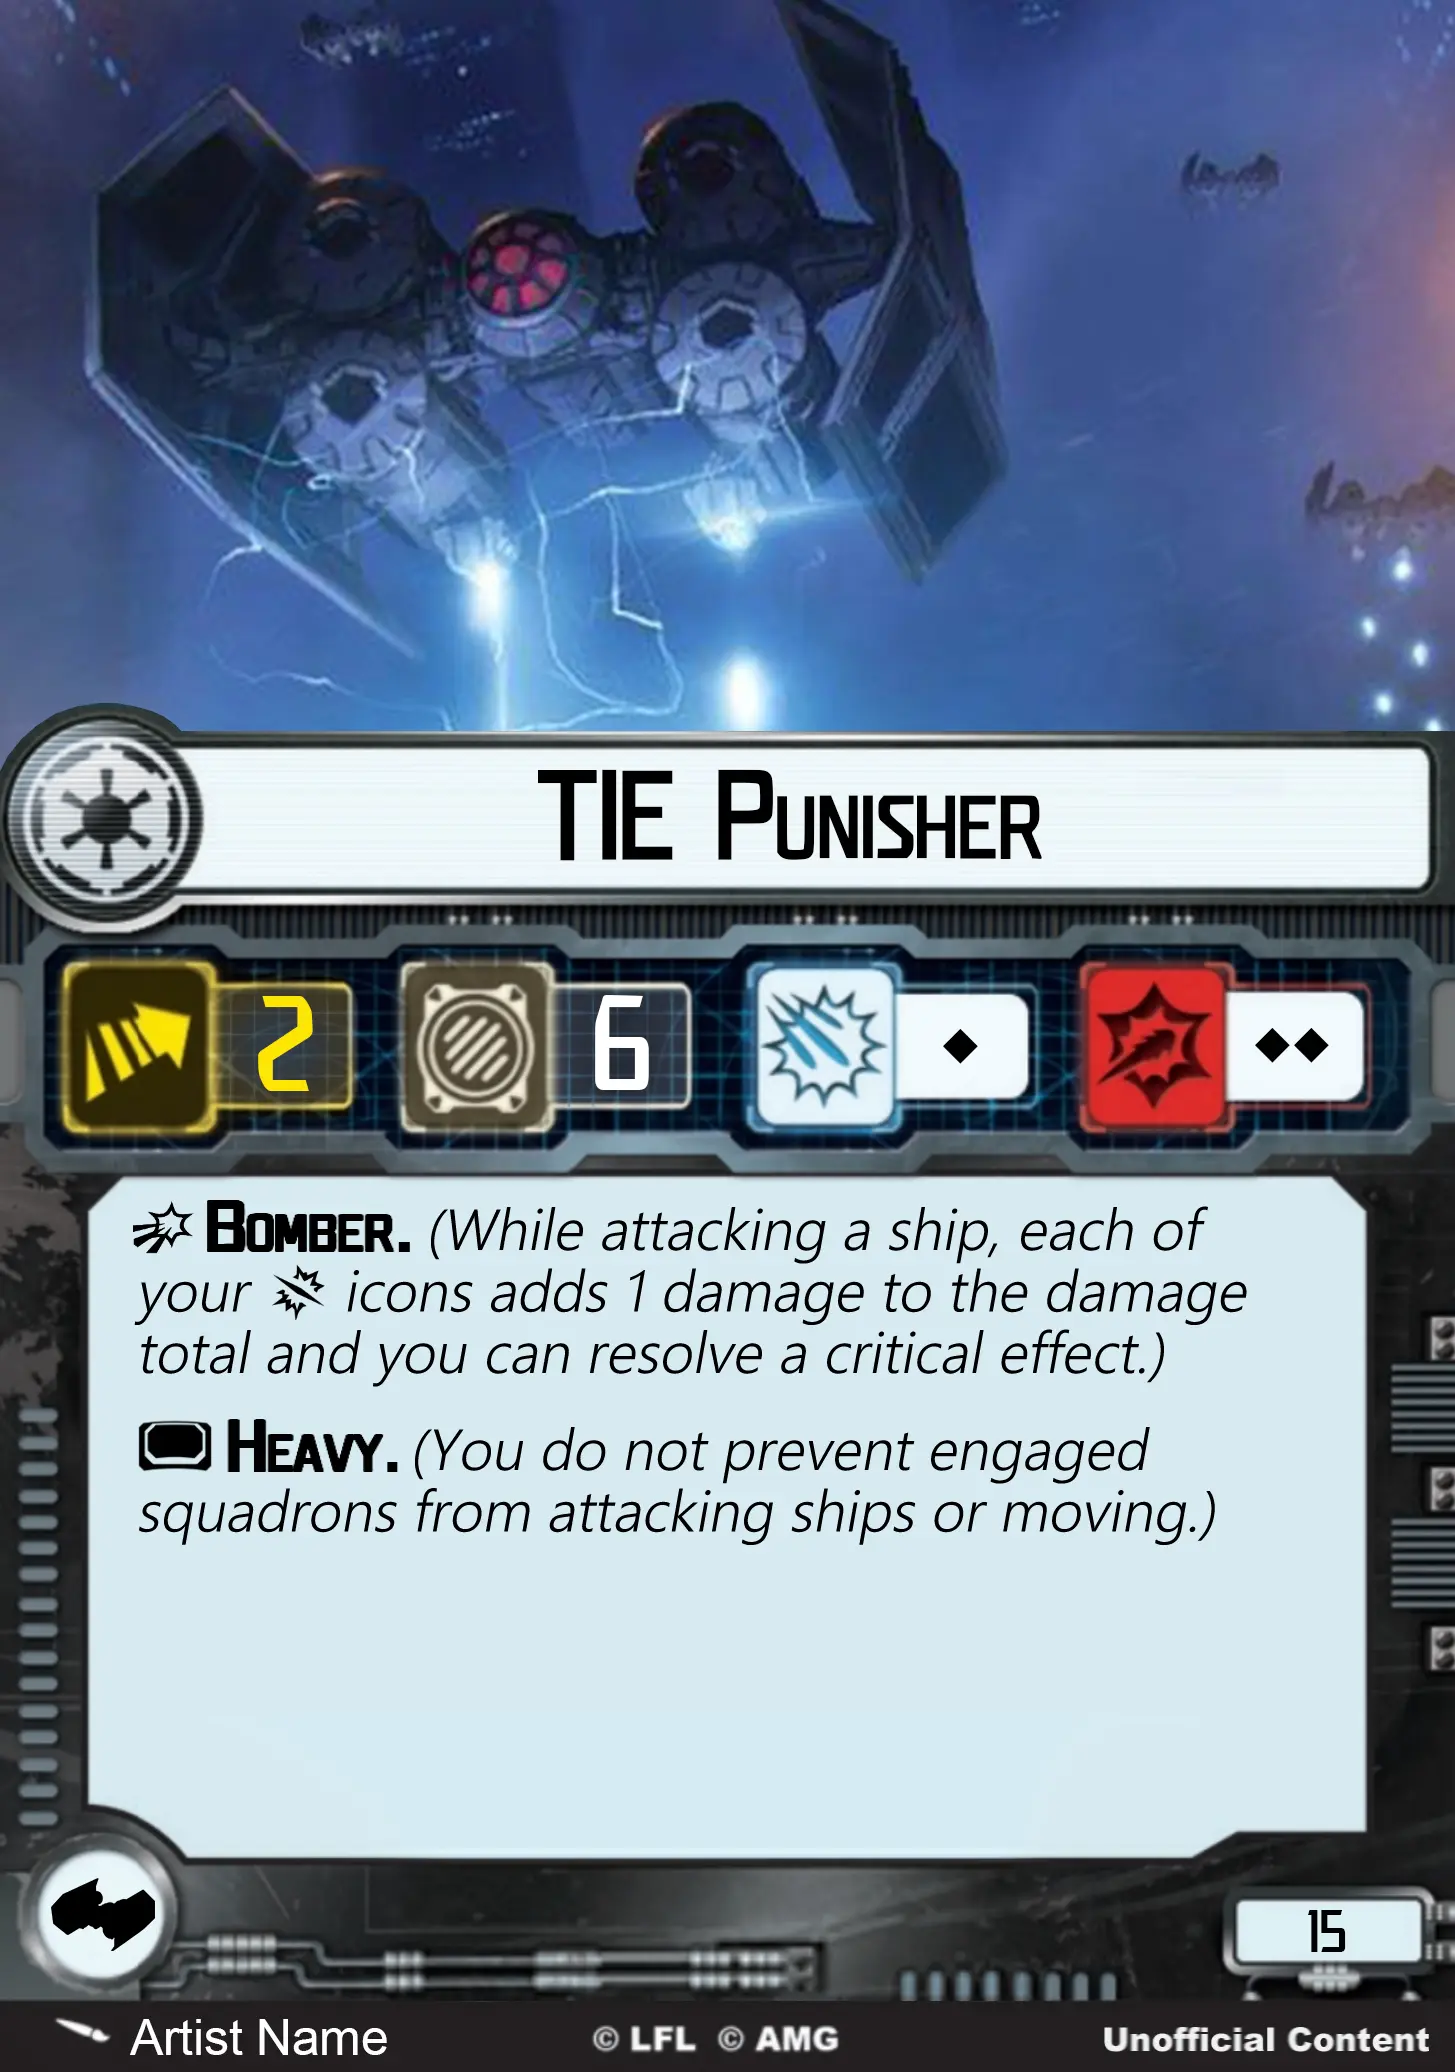 TIE Punisher
2
6
Bomber. (While attacking a ship, each of
your icons adds 1 damage to the damage
total and you can resolve a critical effect.)
Heavy. (You do not prevent engaged
squadrons from attacking ships or moving.)
15
Artist Name
© LFL © AMG
Unofficial Content